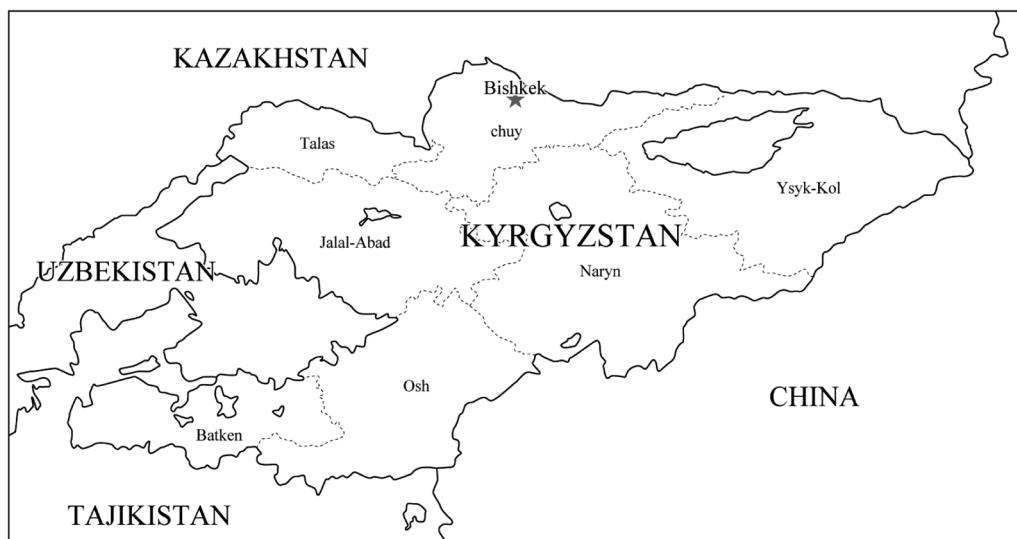 KAZAKHSTAN
Bishkek
chuy
Talas
Ysyk-Kol
Jalal-Abad
KYRGYZSTAN
UZBEKISTAN
Naryn
Osh
CHINA
Batken
TAJIKISTAN